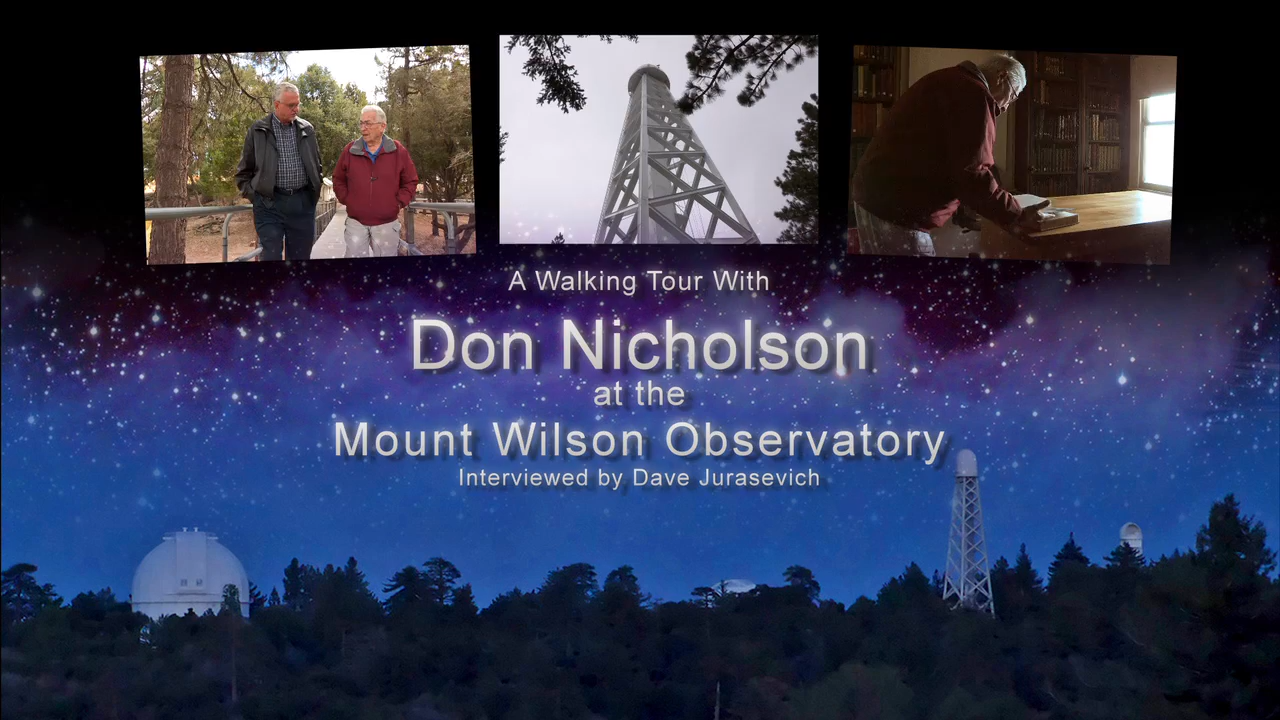 A Walking Tour With
Don Nicholson
at the
Mount Wilson Observatory
Interviewed by Dave Jurasevich